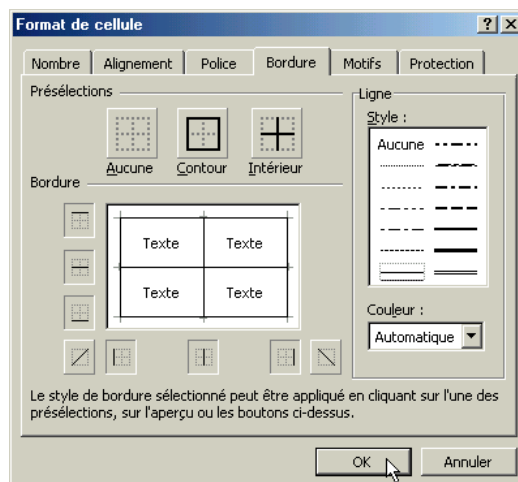 Format de cellule
Nombre Alignement Police Bordure Motifs Protection
Présélections
Aucune Contour Intérieur
Bordure
Texte Texte
Texte Texte
Ligne
Style :
Aucune
Couleur :
Automatique
Le style de bordure sélectionné peut être appliqué en cliquant sur l'une des
présélections, sur l'aperçu ou les boutons ci-dessus.
OK Annuler